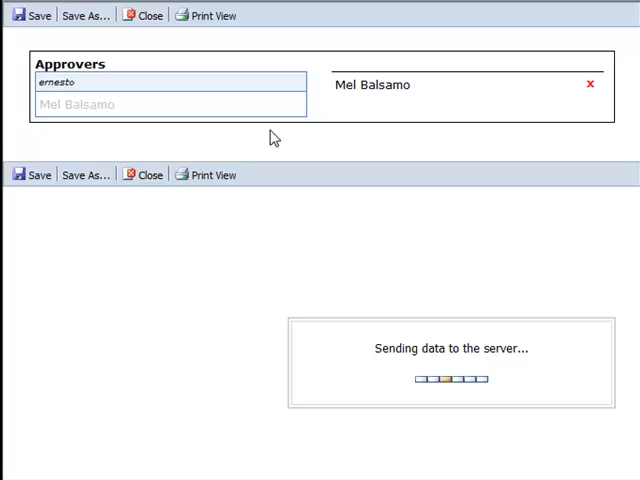 Save Save As... Close Print View
Approvers
ernesto
Mel Balsamo
Mel Balsamo x
Save Save As... Close Print View
Sending data to the server...